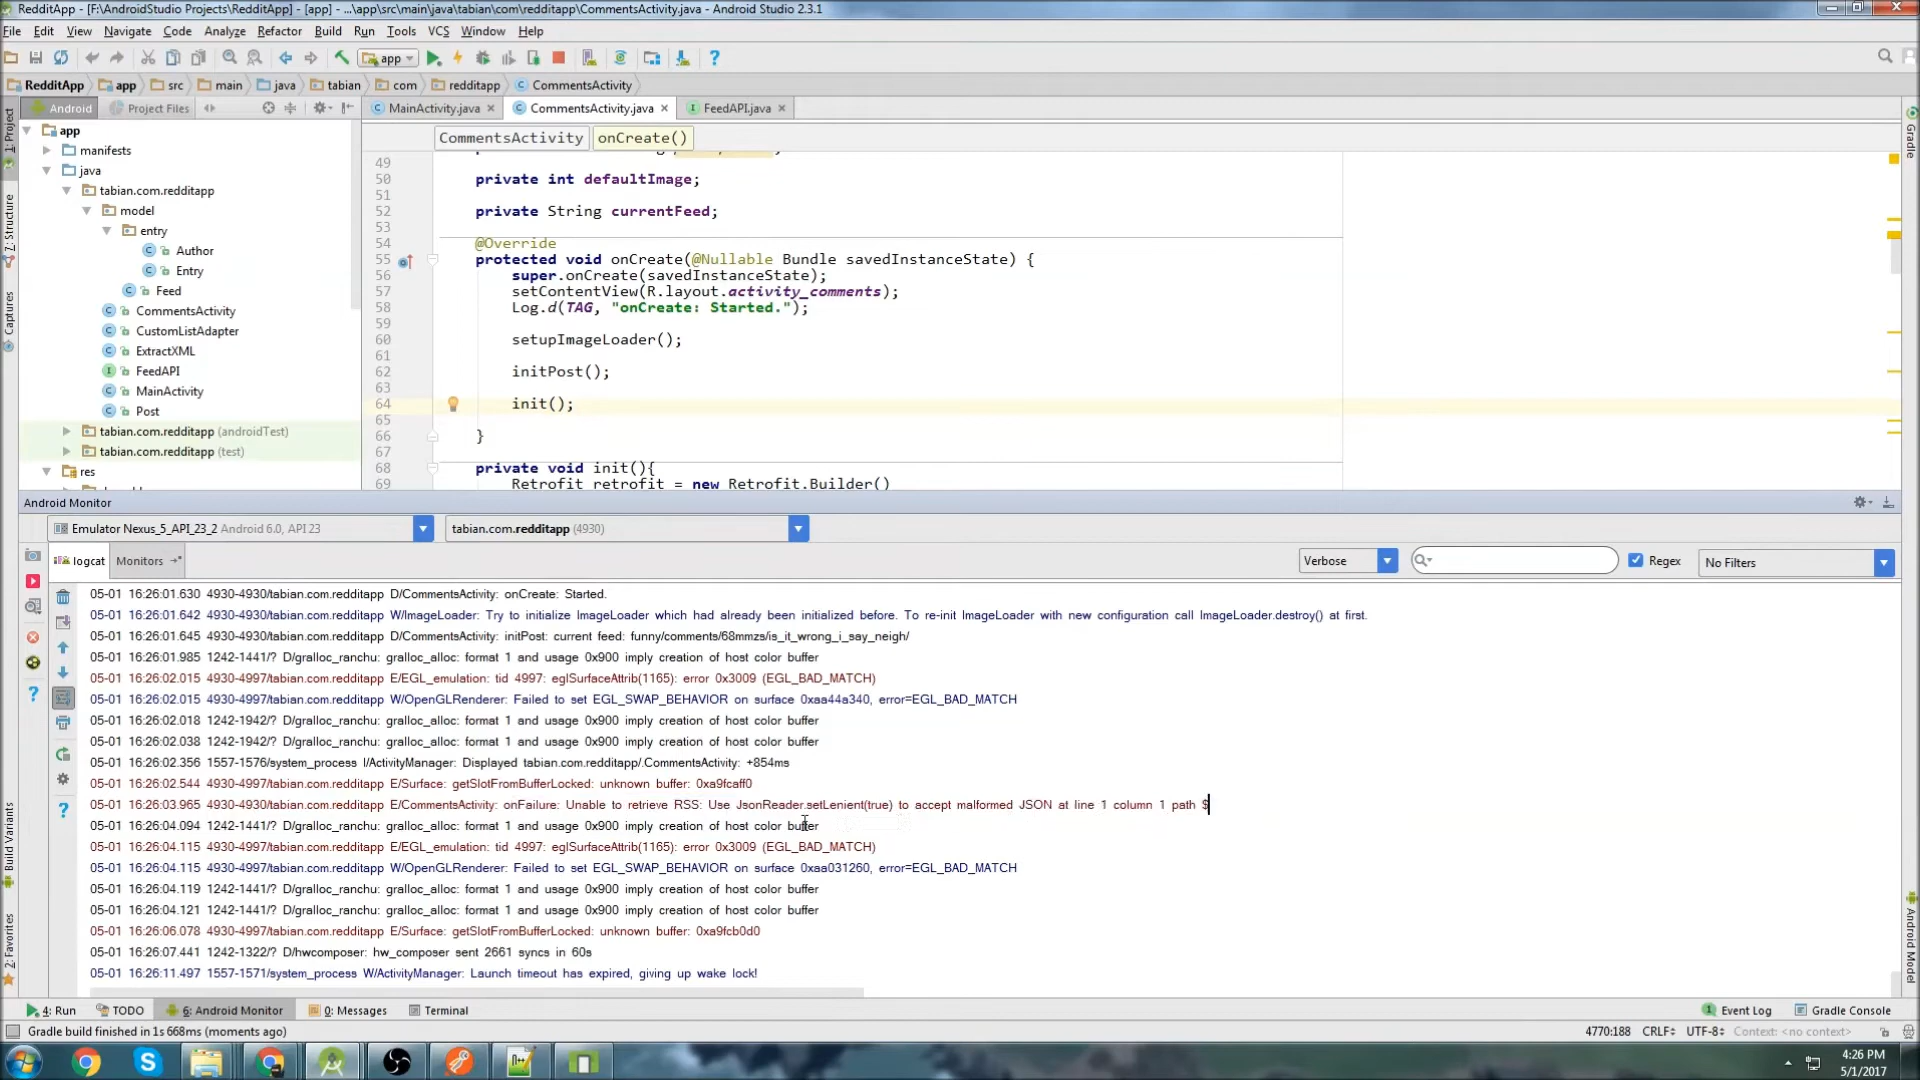 RedditApp - [F:\AndroidStudio Projects\RedditApp] - [app] - ...\app\src\main\java\tabian\com\redditapp\CommentsActivity.java - Android Studio 2.3.1
File Edit View Navigate Code Analyze Refactor Build Run Tools VCS Window Help
app
RedditApp app src main java tabian com redditapp CommentsActivity
Android Project Files
MainActivity.java CommentsActivity.java FeedAPI.java
CommentsActivity onCreate()
1: Project
7: Structure
Captures
Build Variants
2: Favorites
Gradle
Android Model
app
manifests
java
tabian.com.redditapp
model
entry
Author
Entry
Feed
CommentsActivity
CustomListAdapter
ExtractXML
FeedAPI
MainActivity
Post
tabian.com.redditapp (androidTest)
tabian.com.redditapp (test)
res
49
50 private int defaultImage;
51
52 private String currentFeed;
53
54 @Override
55 protected void onCreate(@Nullable Bundle savedInstanceState) {
56 super.onCreate(savedInstanceState);
57 setContentView(R.layout.activity_comments);
58 Log.d(TAG, "onCreate: Started.");
59
60 setupImageLoader();
61
62 initPost();
63
64 init();
65
66 }
67
68 private void init(){
69 Retrofit retrofit = new Retrofit.Builder()
Android Monitor
Emulator Nexus_5_API_23_2 Android 6.0, API 23 tabian.com.redditapp (4930)
logcat Monitors Verbose Regex No Filters
05-01 16:26:01.630 4930-4930/tabian.com.redditapp D/CommentsActivity: onCreate: Started.
05-01 16:26:01.642 4930-4930/tabian.com.redditapp W/ImageLoader: Try to initialize ImageLoader which had already been initialized before. To re-init ImageLoader with new configuration call ImageLoader.destroy() at first.
05-01 16:26:01.645 4930-4930/tabian.com.redditapp D/CommentsActivity: initPost: current feed: funny/comments/68mmzs/is_it_wrong_i_say_neigh/
05-01 16:26:01.985 1242-1441/? D/gralloc_ranchu: gralloc_alloc: format 1 and usage 0x900 imply creation of host color buffer
05-01 16:26:02.015 4930-4997/tabian.com.redditapp E/EGL_emulation: tid 4997: eglSurfaceAttrib(1165): error 0x3009 (EGL_BAD_MATCH)
05-01 16:26:02.015 4930-4997/tabian.com.redditapp W/OpenGLRenderer: Failed to set EGL_SWAP_BEHAVIOR on surface 0xaa44a340, error=EGL_BAD_MATCH
05-01 16:26:02.018 1242-1942/? D/gralloc_ranchu: gralloc_alloc: format 1 and usage 0x900 imply creation of host color buffer
05-01 16:26:02.038 1242-1942/? D/gralloc_ranchu: gralloc_alloc: format 1 and usage 0x900 imply creation of host color buffer
05-01 16:26:02.356 1557-1576/system_process I/ActivityManager: Displayed tabian.com.redditapp/.CommentsActivity: +854ms
05-01 16:26:02.544 4930-4997/tabian.com.redditapp E/Surface: getSlotFromBufferLocked: unknown buffer: 0xa9fcaff0
05-01 16:26:03.965 4930-4930/tabian.com.redditapp E/CommentsActivity: onFailure: Unable to retrieve RSS: Use JsonReader.setLenient(true) to accept malformed JSON at line 1 column 1 path $
05-01 16:26:04.094 1242-1441/? D/gralloc_ranchu: gralloc_alloc: format 1 and usage 0x900 imply creation of host color buffer
05-01 16:26:04.115 4930-4997/tabian.com.redditapp E/EGL_emulation: tid 4997: eglSurfaceAttrib(1165): error 0x3009 (EGL_BAD_MATCH)
05-01 16:26:04.115 4930-4997/tabian.com.redditapp W/OpenGLRenderer: Failed to set EGL_SWAP_BEHAVIOR on surface 0xaa031260, error=EGL_BAD_MATCH
05-01 16:26:04.119 1242-1441/? D/gralloc_ranchu: gralloc_alloc: format 1 and usage 0x900 imply creation of host color buffer
05-01 16:26:04.121 1242-1441/? D/gralloc_ranchu: gralloc_alloc: format 1 and usage 0x900 imply creation of host color buffer
05-01 16:26:06.078 4930-4997/tabian.com.redditapp E/Surface: getSlotFromBufferLocked: unknown buffer: 0xa9fcb0d0
05-01 16:26:07.441 1242-1322/? D/hwcomposer: hw_composer sent 2661 syncs in 60s
05-01 16:26:11.497 1557-1571/system_process W/ActivityManager: Launch timeout has expired, giving up wake lock!
4: Run TODO 6: Android Monitor 0: Messages Terminal 1 Event Log Gradle Console
Gradle build finished in 1s 668ms (moments ago) 4770:188 CRLF UTF-8 Context: <no context>
4:26 PM
5/1/2017